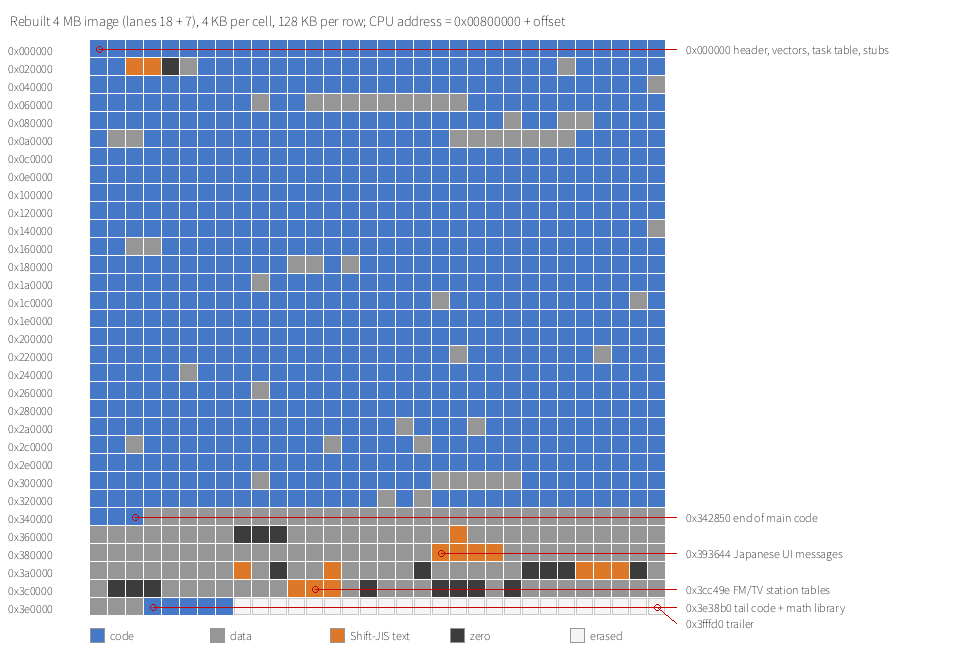 Rebuilt 4 MB image (lanes 18 + 7), 4 KB per cell, 128 KB per row; CPU address = 0x00800000 + offset
0x000000
0x000000 header, vectors, task table, stubs
0x020000
0x040000
0x060000
0x080000
0x0a0000
0x0c0000
0x0e0000
0x100000
0x120000
0x140000
0x160000
0x180000
0x1a0000
0x1c0000
0x1e0000
0x200000
0x220000
0x240000
0x260000
0x280000
0x2a0000
0x2c0000
0x2e0000
0x300000
0x320000
0x340000
0x342850 end of main code
0x360000
0x380000
0x393644 Japanese UI messages
0x3a0000
0x3c0000
0x3cc49e FM/TV station tables
0x3e0000
0x3e38b0 tail code + math library
0x3fffd0 trailer
code
data
Shift-JIS text
zero
erased